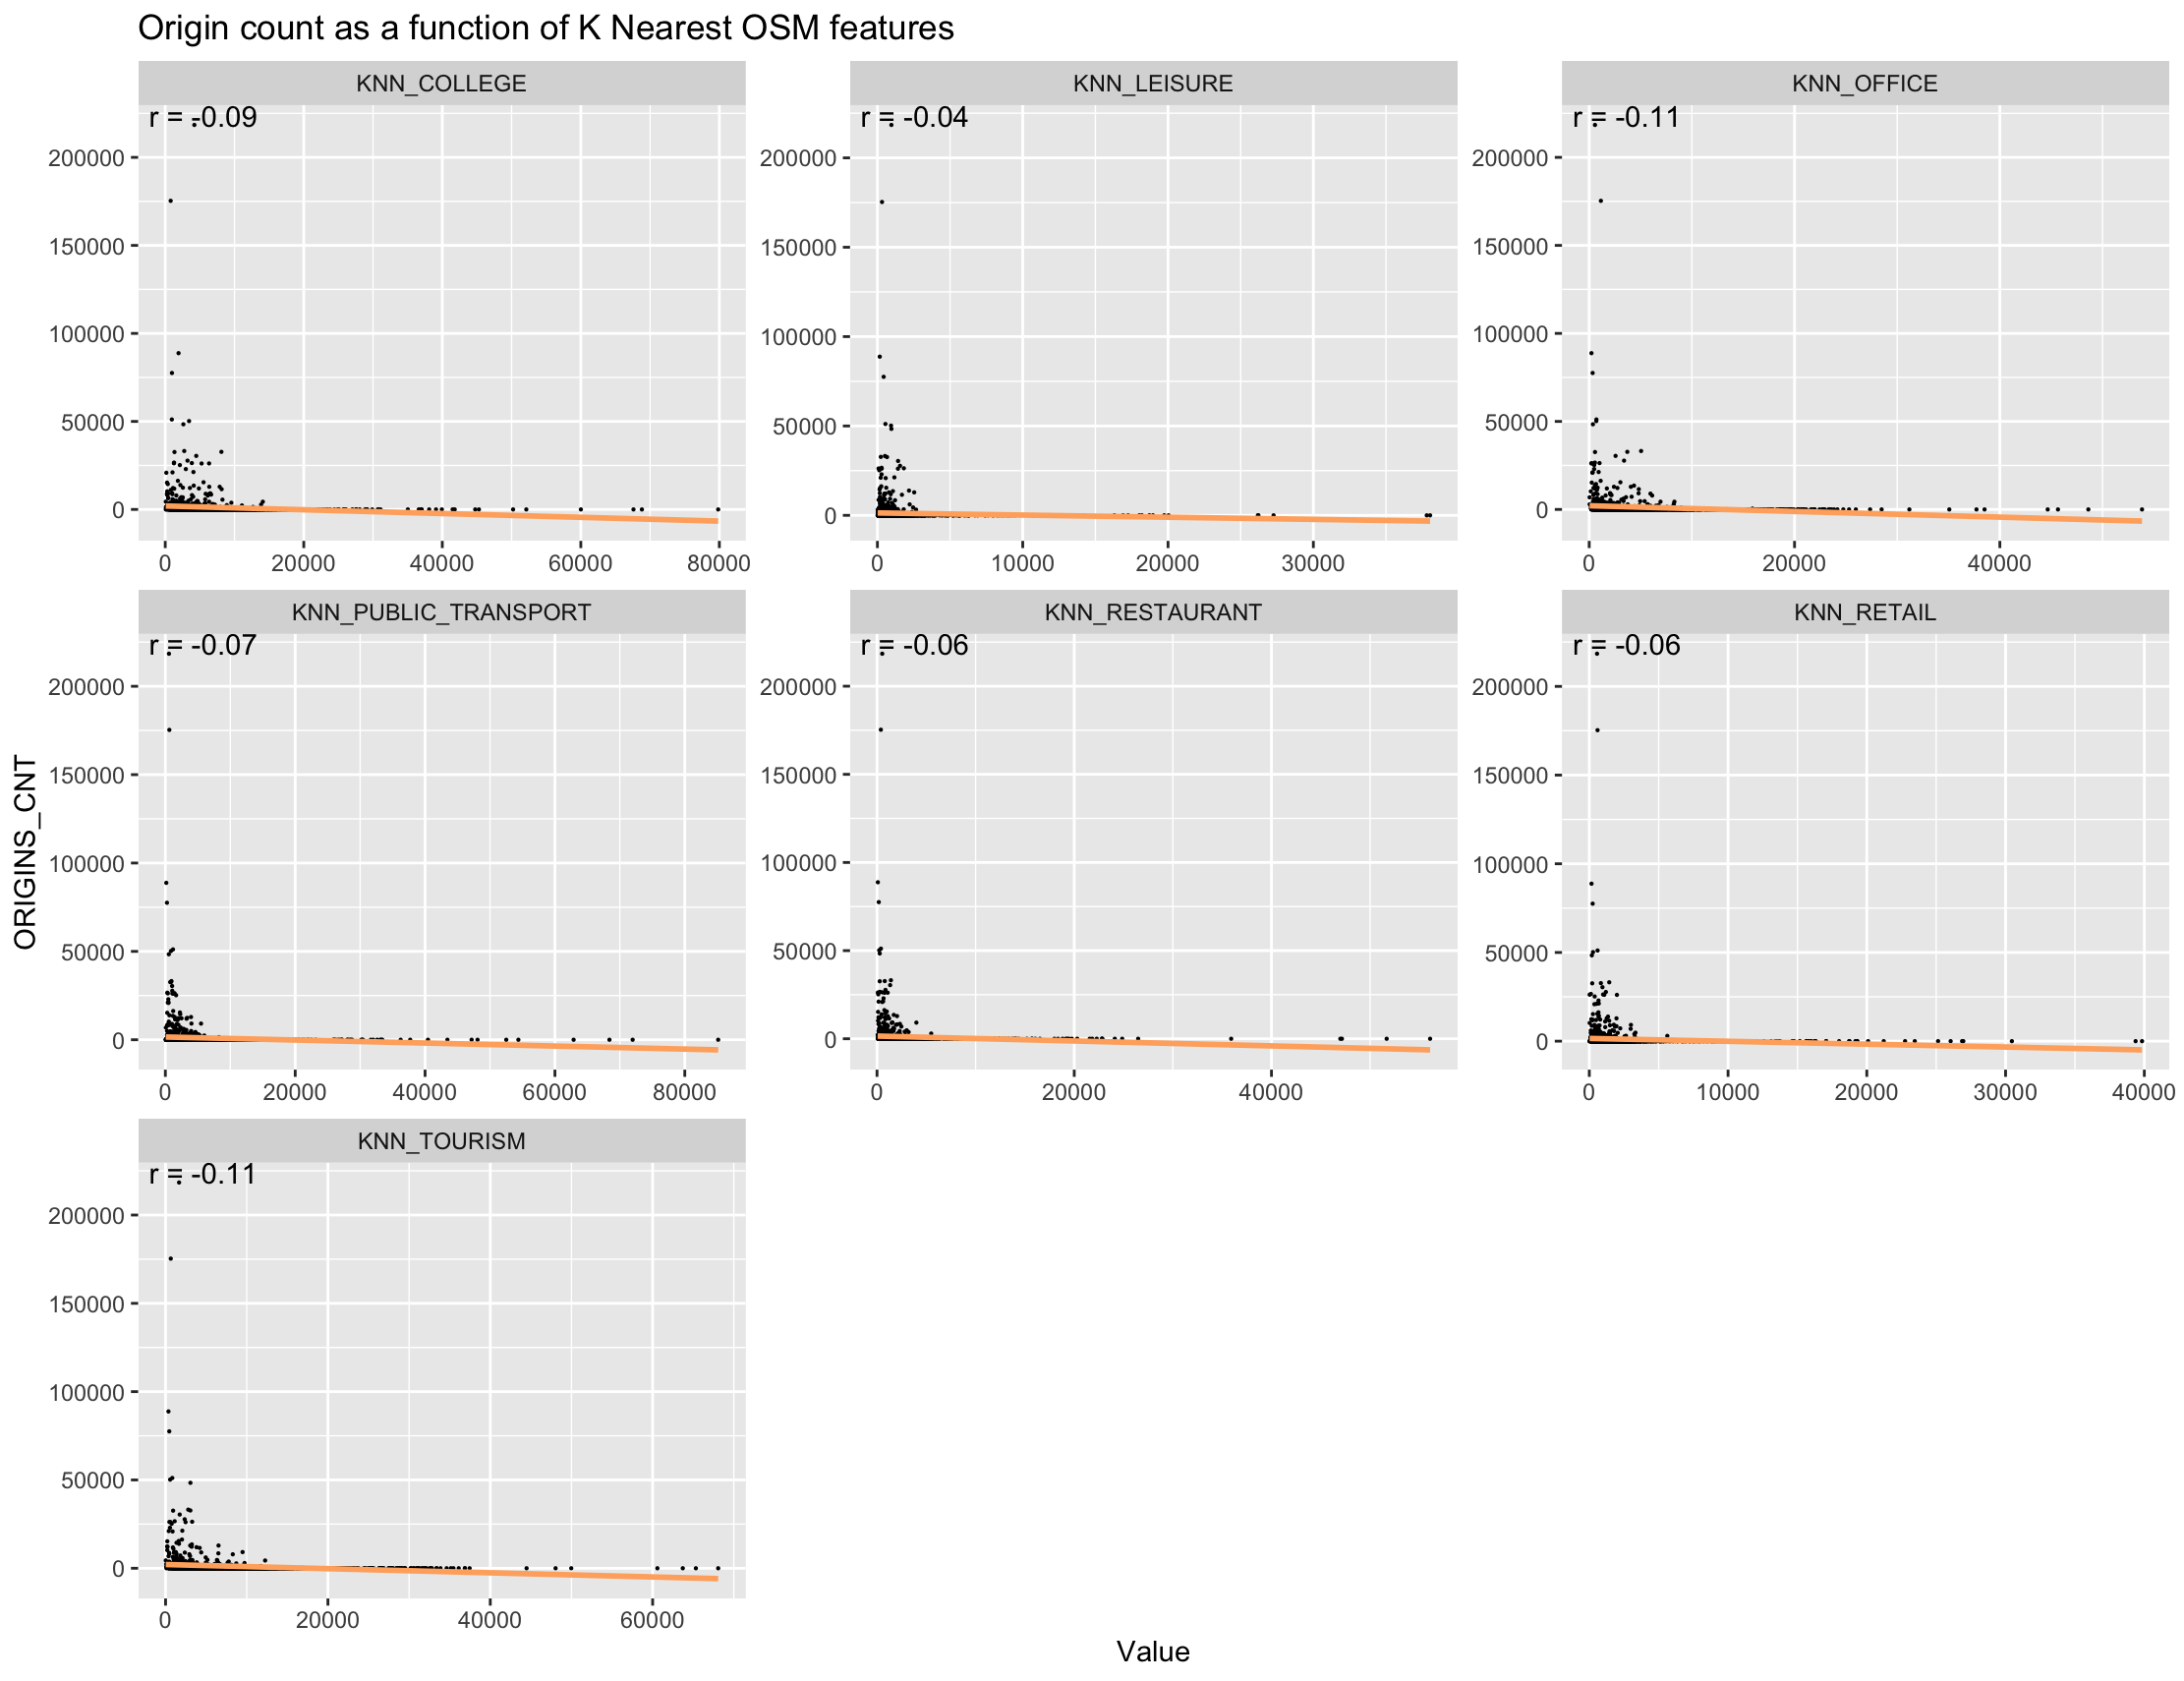 Origin count as a function of K Nearest OSM features
KNN_COLLEGE
r = -0.09
200000
150000
100000
50000
0
0 20000 40000 60000 80000
KNN_LEISURE
r = -0.04
200000
150000
100000
50000
0
0 10000 20000 30000
KNN_OFFICE
r = -0.11
200000
150000
100000
50000
0
0 20000 40000
ORIGINS_CNT
KNN_PUBLIC_TRANSPORT
r = -0.07
200000
150000
100000
50000
0
0 20000 40000 60000 80000
KNN_RESTAURANT
r = -0.06
200000
150000
100000
50000
0
0 20000 40000
KNN_RETAIL
r = -0.06
200000
150000
100000
50000
0
0 10000 20000 30000 40000
KNN_TOURISM
r = -0.11
200000
150000
100000
50000
0
0 20000 40000 60000
Value